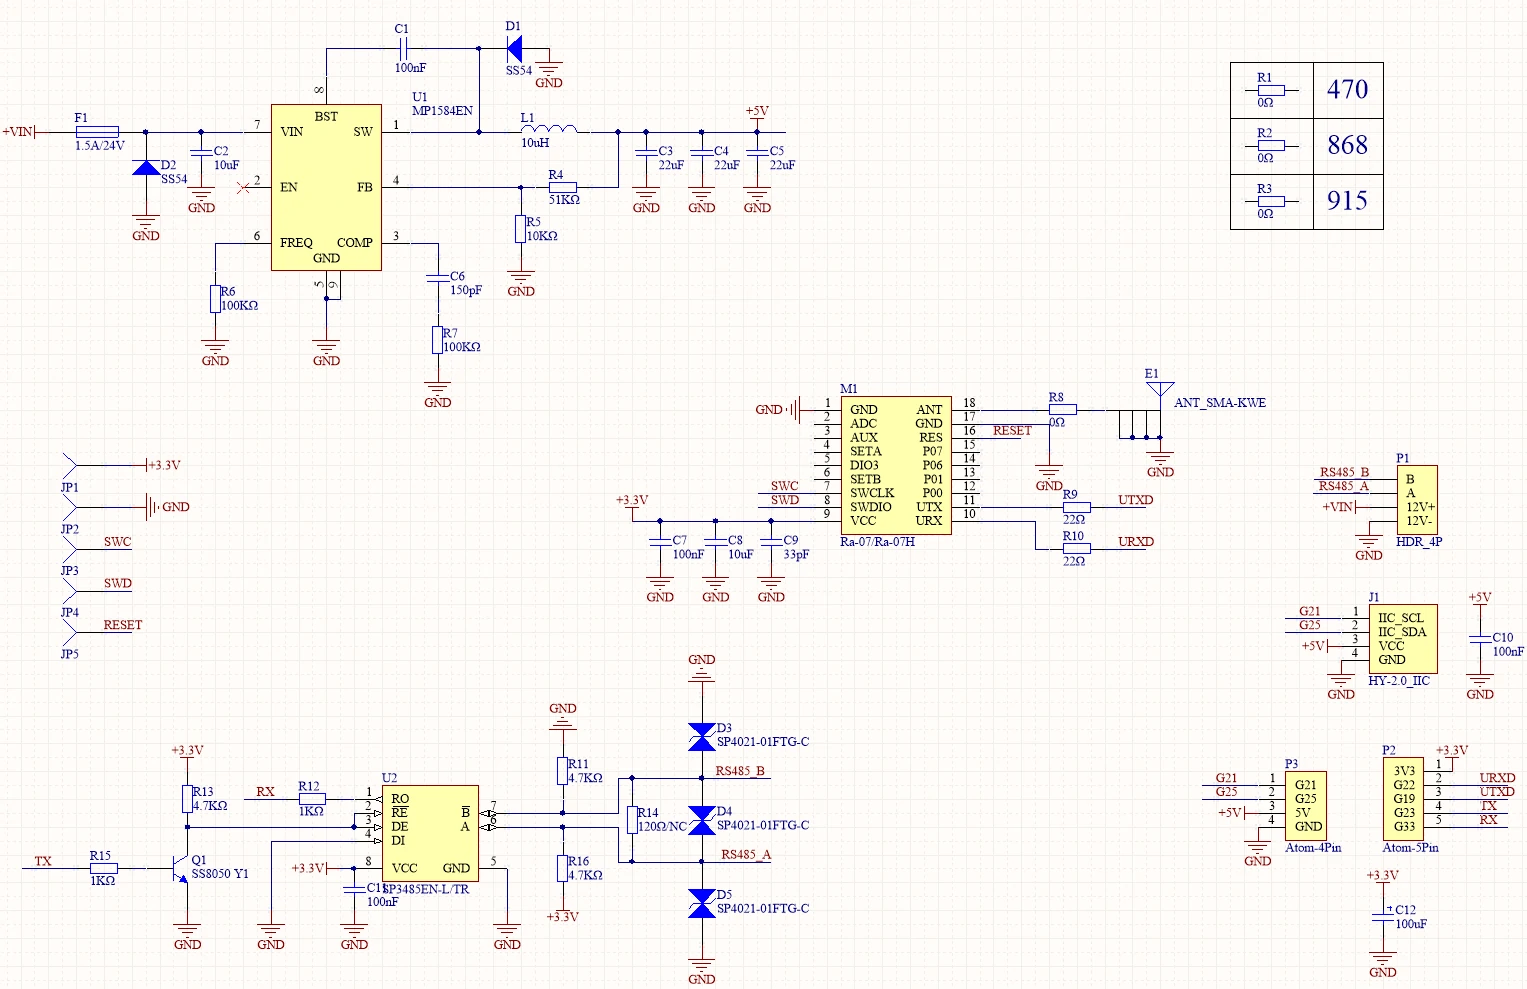 C1
100nF
D1
SS54
GND
8
BST
U1
MP1584EN
+VIN
F1
1.5A/24V
7
VIN
SW
1
L1
10uH
+5V
D2
SS54
C2
10uF
GND
GND
2
EN
FB
4
R4
51KΩ
C3
22uF
GND
C4
22uF
GND
C5
22uF
GND
R5
10KΩ
GND
6
FREQ
COMP
3
GND
5
9
GND
R6
100KΩ
GND
C6
150pF
R7
100KΩ
GND
R1
0Ω
470
R2
0Ω
868
R3
0Ω
915
+3.3V
JP1
GND
JP2
SWC
JP3
SWD
JP4
RESET
JP5
M1
GND
1 GND ANT 18
2 ADC GND 17
3 AUX RES 16
4 SETA P07 15
5 DIO3 P06 14
6 SETB P01 13
SWC 7 SWCLK P00 12
SWD 8 SWDIO UTX 11
9 VCC URX 10
Ra-07/Ra-07H
+3.3V
C7
100nF
GND
C8
10uF
GND
C9
33pF
GND
R8
0Ω
RESET
GND
E1
ANT_SMA-KWE
GND
R9
22Ω
UTXD
R10
22Ω
URXD
P1
RS485_B B
RS485_A A
+VIN 12V+
12V-
GND
HDR_4P
J1
G21 1 IIC_SCL
G25 2 IIC_SDA
+5V 3 VCC
4 GND
GND
HY-2.0_IIC
+5V
C10
100nF
GND
+3.3V
R13
4.7KΩ
TX
R15
1KΩ
Q1
SS8050 Y1
GND
RX
R12
1KΩ
U2
1 RO
2 RE
3 DE
4 DI
B 7
A 6
+3.3V
8 VCC
GND 5
SP3485EN-L/TR
C11
100nF
GND
GND
GND
GND
R11
4.7KΩ
R16
4.7KΩ
+3.3V
R14
120Ω/NC
GND
D3
SP4021-01FTG-C
RS485_B
D4
SP4021-01FTG-C
RS485_A
D5
SP4021-01FTG-C
GND
P3
G21 1 G21
G25 2 G25
+5V 3 5V
4 GND
GND
Atom-4Pin
P2
+3.3V
3V3 1
G22 2 URXD
G19 3 UTXD
G23 4 TX
G33 5 RX
Atom-5Pin
+3.3V
C12
100uF
GND